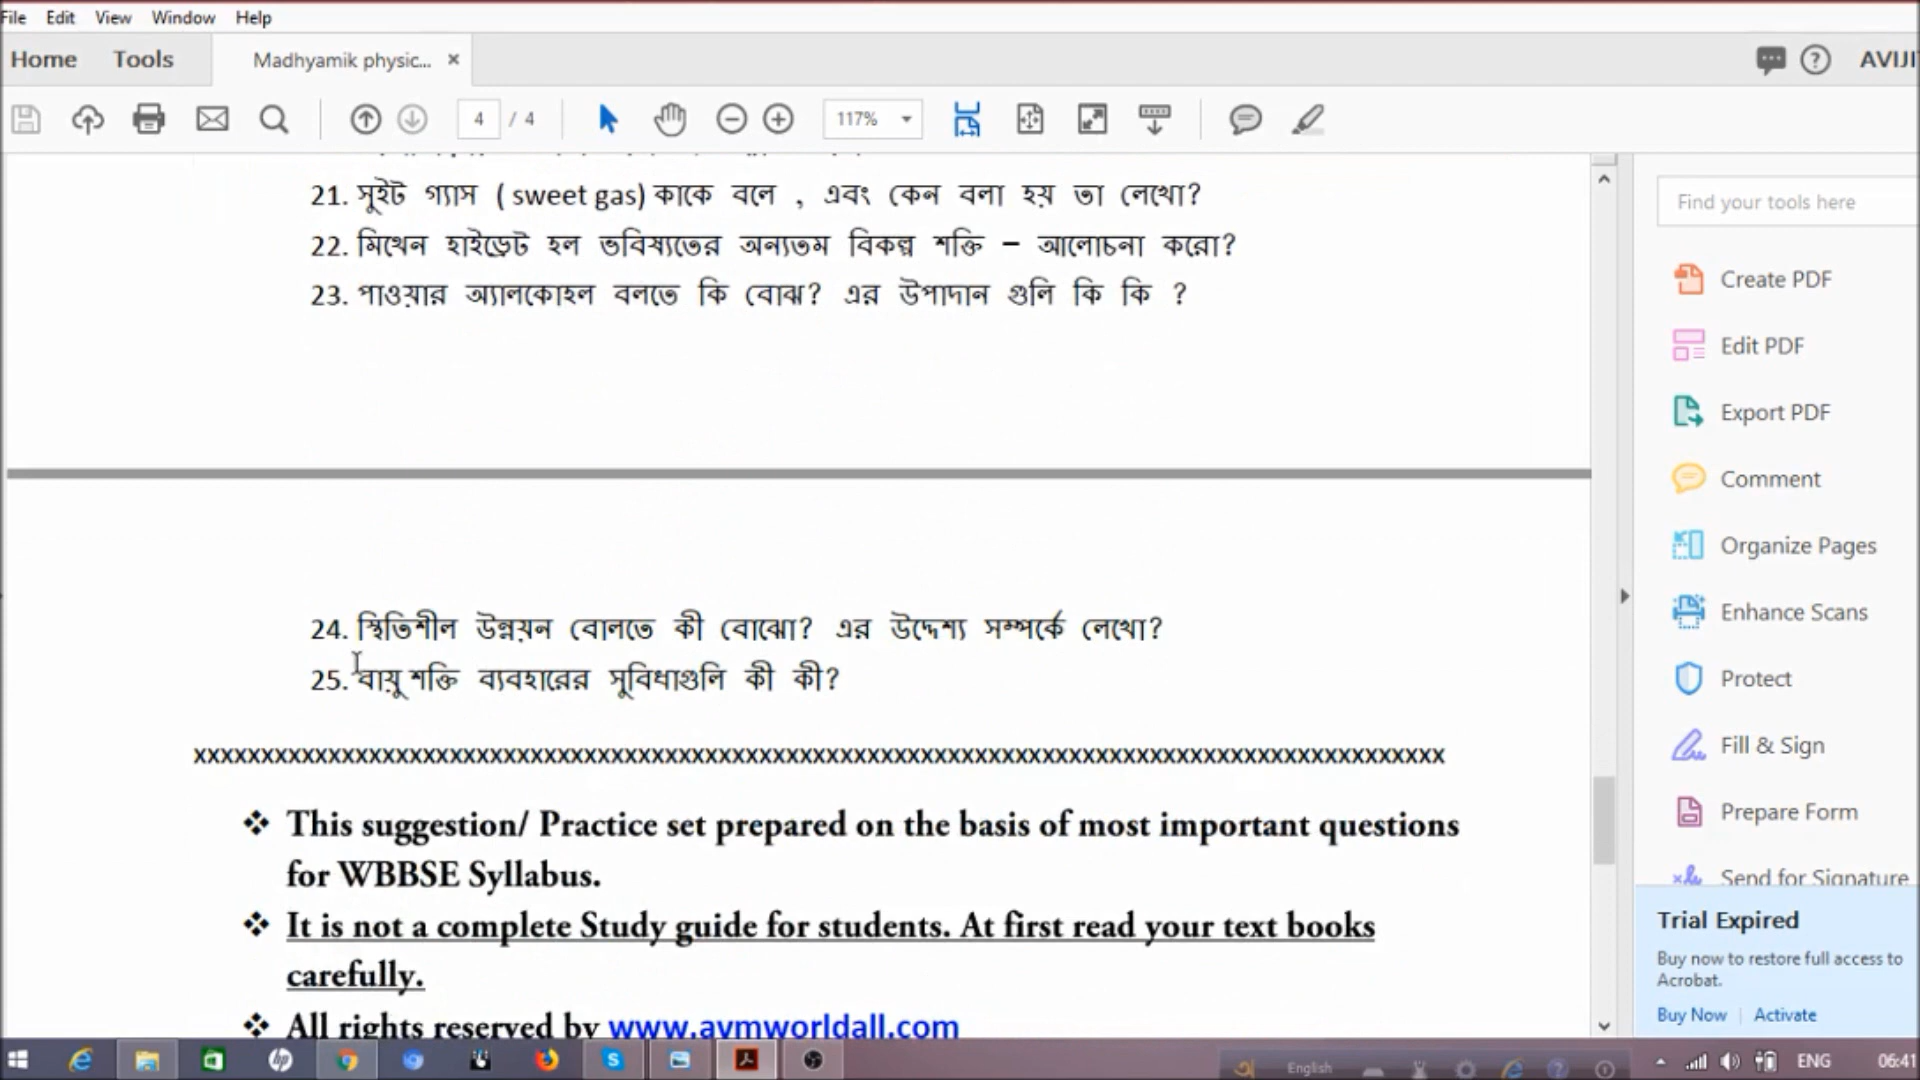 File Edit View Window Help
Home Tools Madhyamik physic... × AVIJI
4 / 4 117%
21. সুইট গ্যাস ( sweet gas) কাকে বলে , এবং কেন বলা হয় তা লেখো?
22. মিথেন হাইড্রেট হল ভবিষ্যতের অন্যতম বিকল্প শক্তি – আলোচনা করো?
23. পাওয়ার অ্যালকোহল বলতে কি বোঝ? এর উপাদান গুলি কি কি ?
24. স্থিতিশীল উন্নয়ন বোলতে কী বোঝো? এর উদ্দেশ্য সম্পর্কে লেখো?
25. বায়ু শক্তি ব্যবহারের সুবিধাগুলি কী কী?
xxxxxxxxxxxxxxxxxxxxxxxxxxxxxxxxxxxxxxxxxxxxxxxxxxxxxxxxxxxxxxxxxxxxxxxxxxxxxxxxxxxxxxxxxxxxx
❖ This suggestion/ Practice set prepared on the basis of most important questions
for WBBSE Syllabus.
❖ It is not a complete Study guide for students. At first read your text books
carefully.
❖ All rights reserved by www.avmworldall.com
Find your tools here
Create PDF
Edit PDF
Export PDF
Comment
Organize Pages
Enhance Scans
Protect
Fill & Sign
Prepare Form
Send for Signature
Trial Expired
Buy now to restore full access to
Acrobat.
Buy Now | Activate
English ENG 06:41